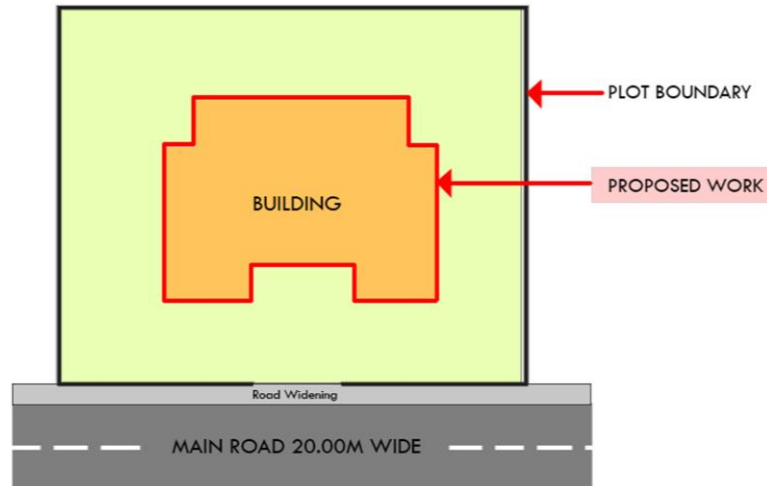 PLOT BOUNDARY
PROPOSED WORK
BUILDING
Road Widening
MAIN ROAD 20.00M WIDE